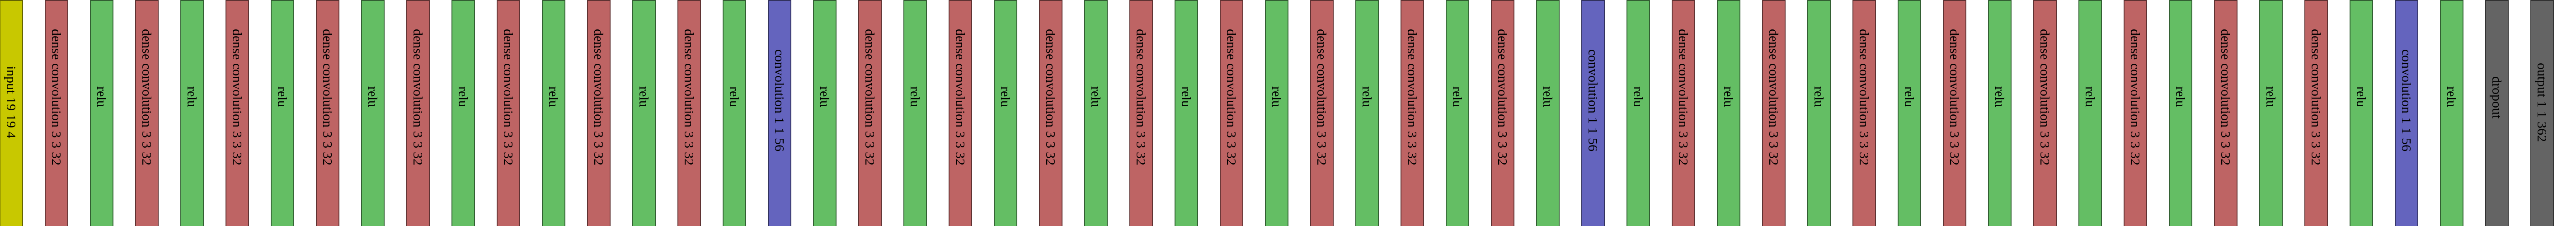 input 19 19 4
dense convolution 3 3 32
relu
dense convolution 3 3 32
relu
dense convolution 3 3 32
relu
dense convolution 3 3 32
relu
dense convolution 3 3 32
relu
dense convolution 3 3 32
relu
dense convolution 3 3 32
relu
dense convolution 3 3 32
relu
convolution 1 1 56
relu
dense convolution 3 3 32
relu
dense convolution 3 3 32
relu
dense convolution 3 3 32
relu
dense convolution 3 3 32
relu
dense convolution 3 3 32
relu
dense convolution 3 3 32
relu
dense convolution 3 3 32
relu
dense convolution 3 3 32
relu
convolution 1 1 56
relu
dense convolution 3 3 32
relu
dense convolution 3 3 32
relu
dense convolution 3 3 32
relu
dense convolution 3 3 32
relu
dense convolution 3 3 32
relu
dense convolution 3 3 32
relu
dense convolution 3 3 32
relu
dense convolution 3 3 32
relu
convolution 1 1 56
relu
dropout
output 1 1 362